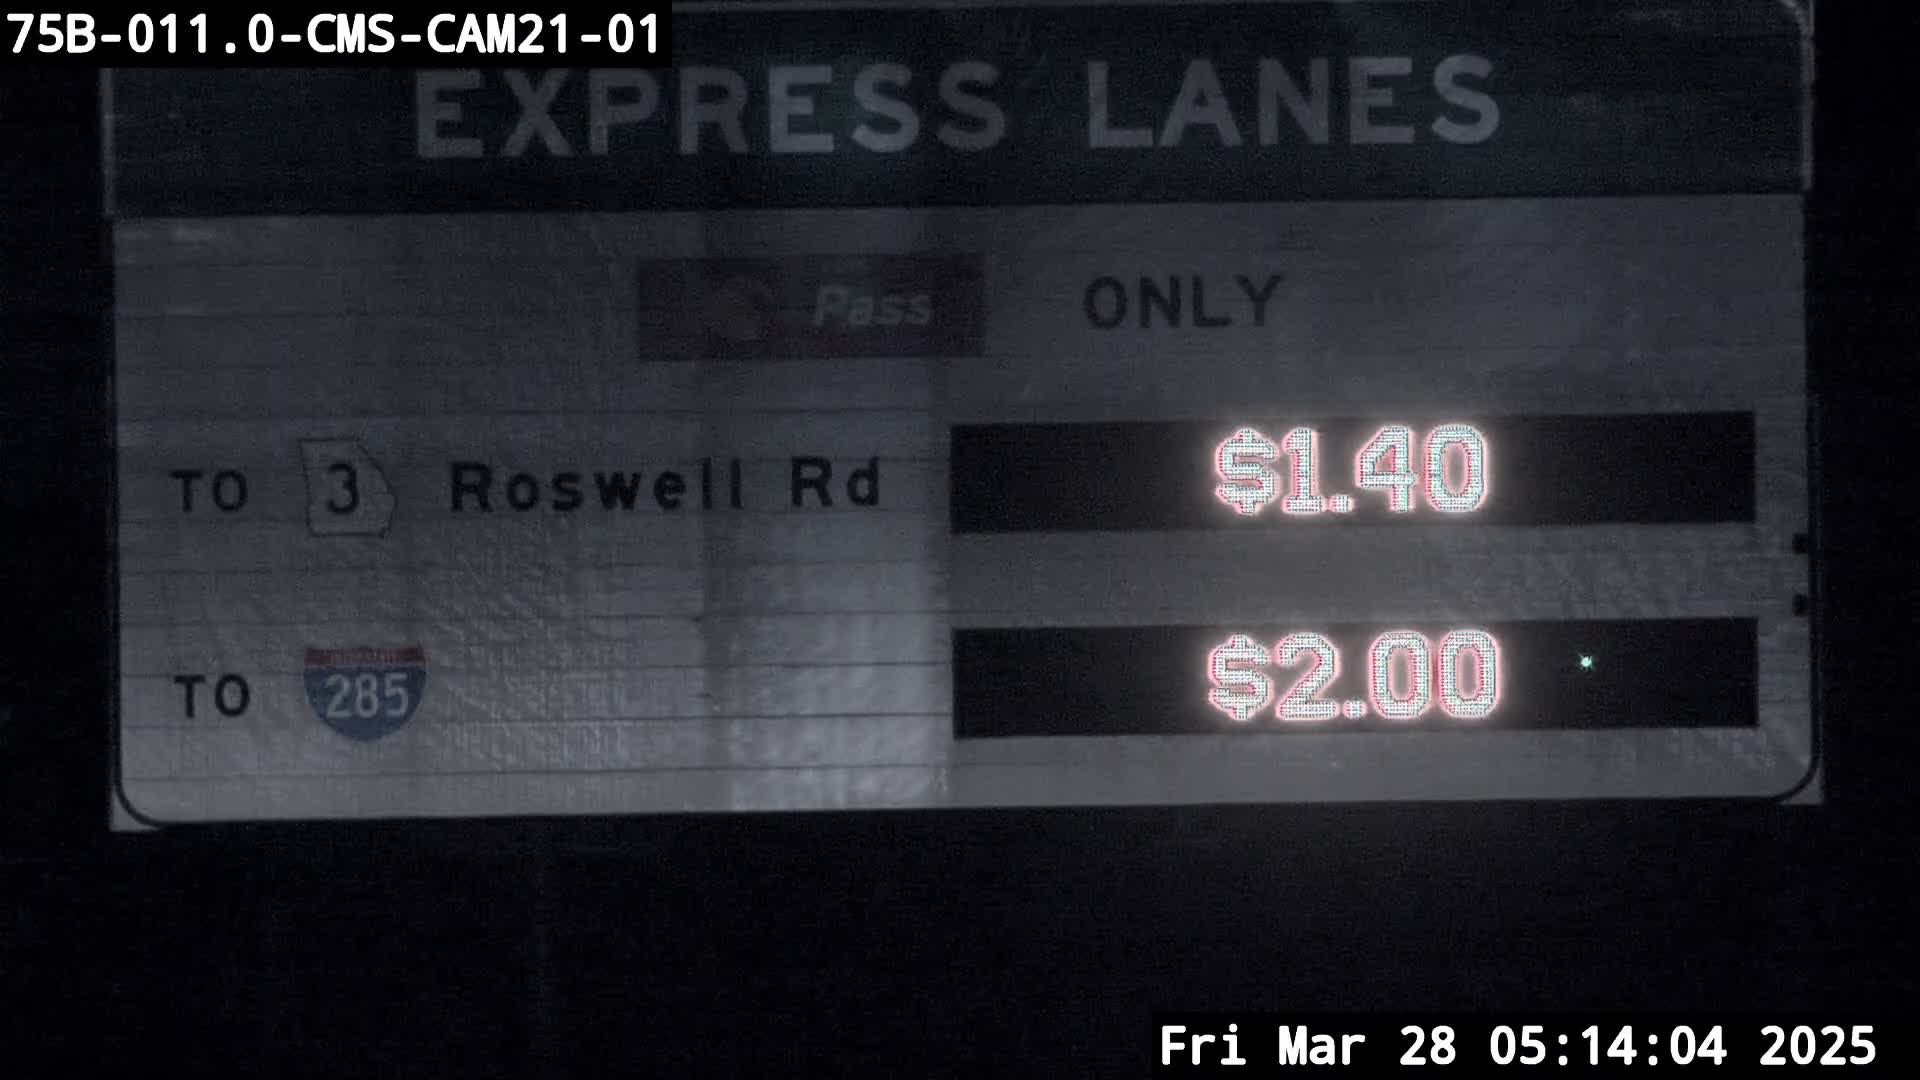 75B-011.0-CMS-CAM21-01
EXPRESS LANES
Pass ONLY
TO 3 Roswell Rd $1.40
TO 285 $2.00
Fri Mar 28 05:14:04 2025